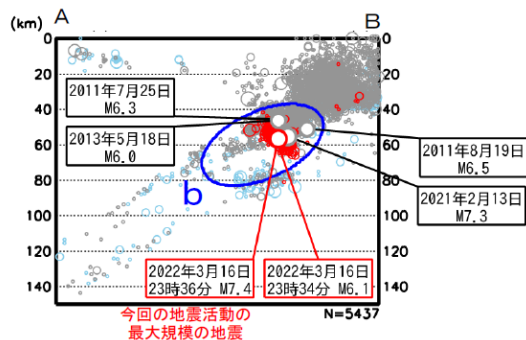 (km)
A
B
0
20
40
60
80
100
120
140
0
20
40
60
80
100
120
140
2011年7月25日
M6.3
2013年5月18日
M6.0
2011年8月19日
M6.5
2021年2月13日
M7.3
b
2022年3月16日
23時36分 M7.4
2022年3月16日
23時34分 M6.1
今回の地震活動の
最大規模の地震
N=5437